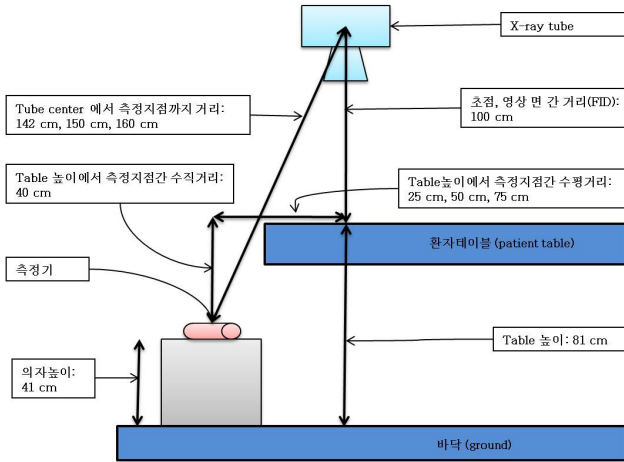 X-ray tube
Tube center 에서 측정지점까지 거리:
142 cm, 150 cm, 160 cm
초점, 영상 면 간 거리(FID):
100 cm
Table 높이에서 측정지점간 수직거리:
40 cm
Table높이에서 측정지점간 수평거리:
25 cm, 50 cm, 75 cm
환자테이블 (patient table)
측정기
Table 높이: 81 cm
의자높이:
41 cm
바닥 (ground)